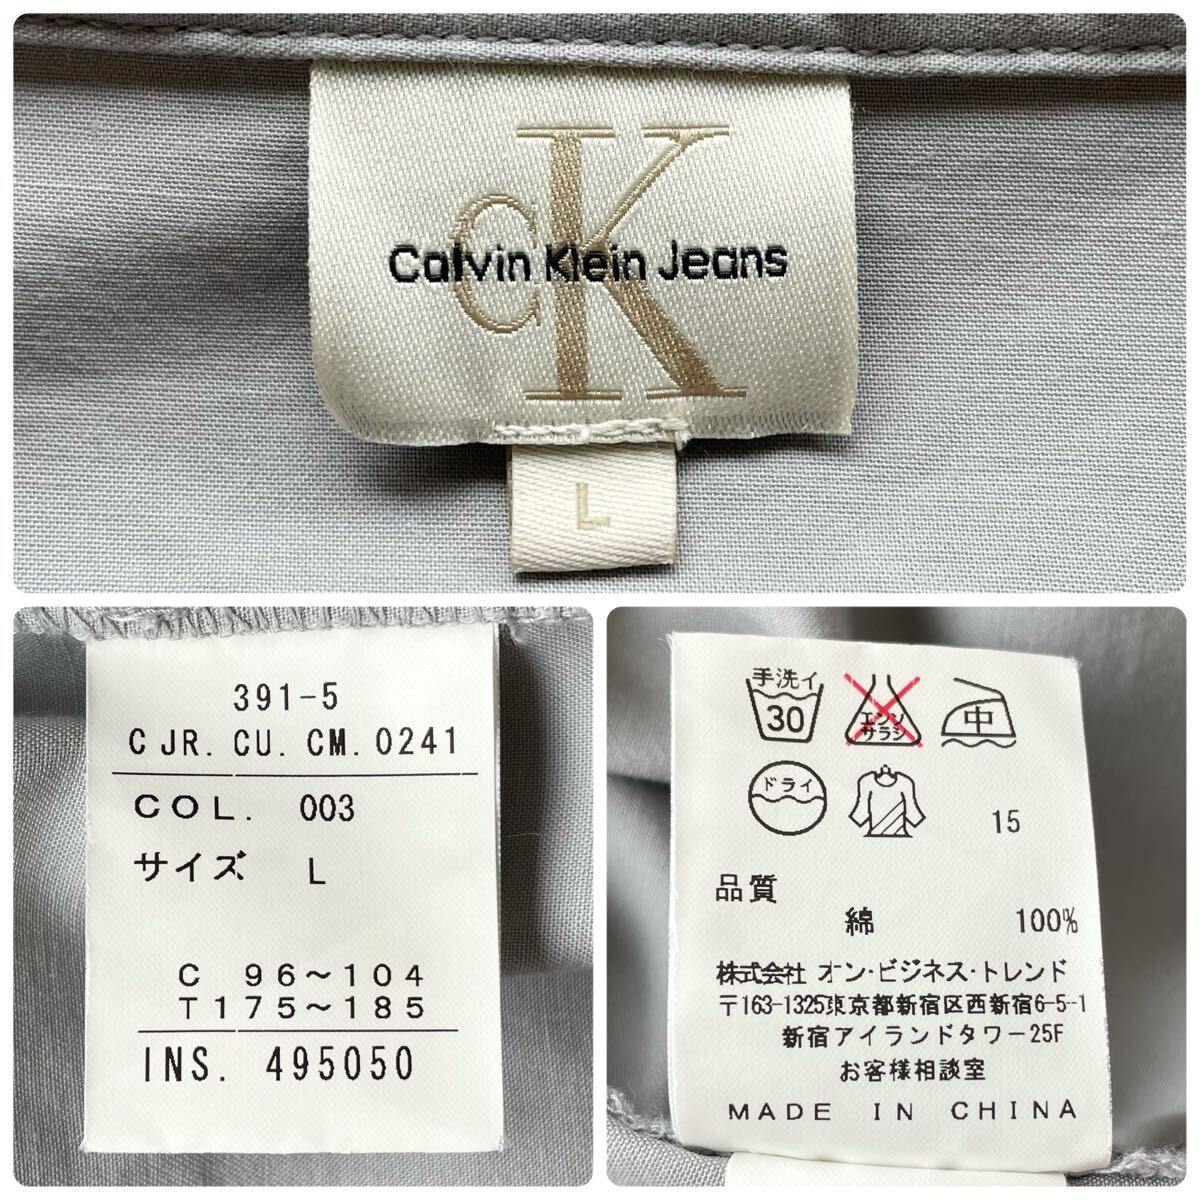 CK
Calvin Klein Jeans
L
391-5
CJR. CU. CM. 0241
COL. 003
サイズ L
C 96～104
T175～185
INS. 495050
手洗イ
30
エンソ
サラシ
中
ドライ
15
品質
綿 100%
株式会社 オン・ビジネス・トレンド
〒163-1325東京都新宿区西新宿6-5-1
新宿アイランドタワー25F
お客様相談室
MADE IN CHINA